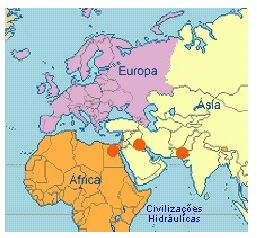 Europa
Ásia
África
Civilizações
Hidráulicas